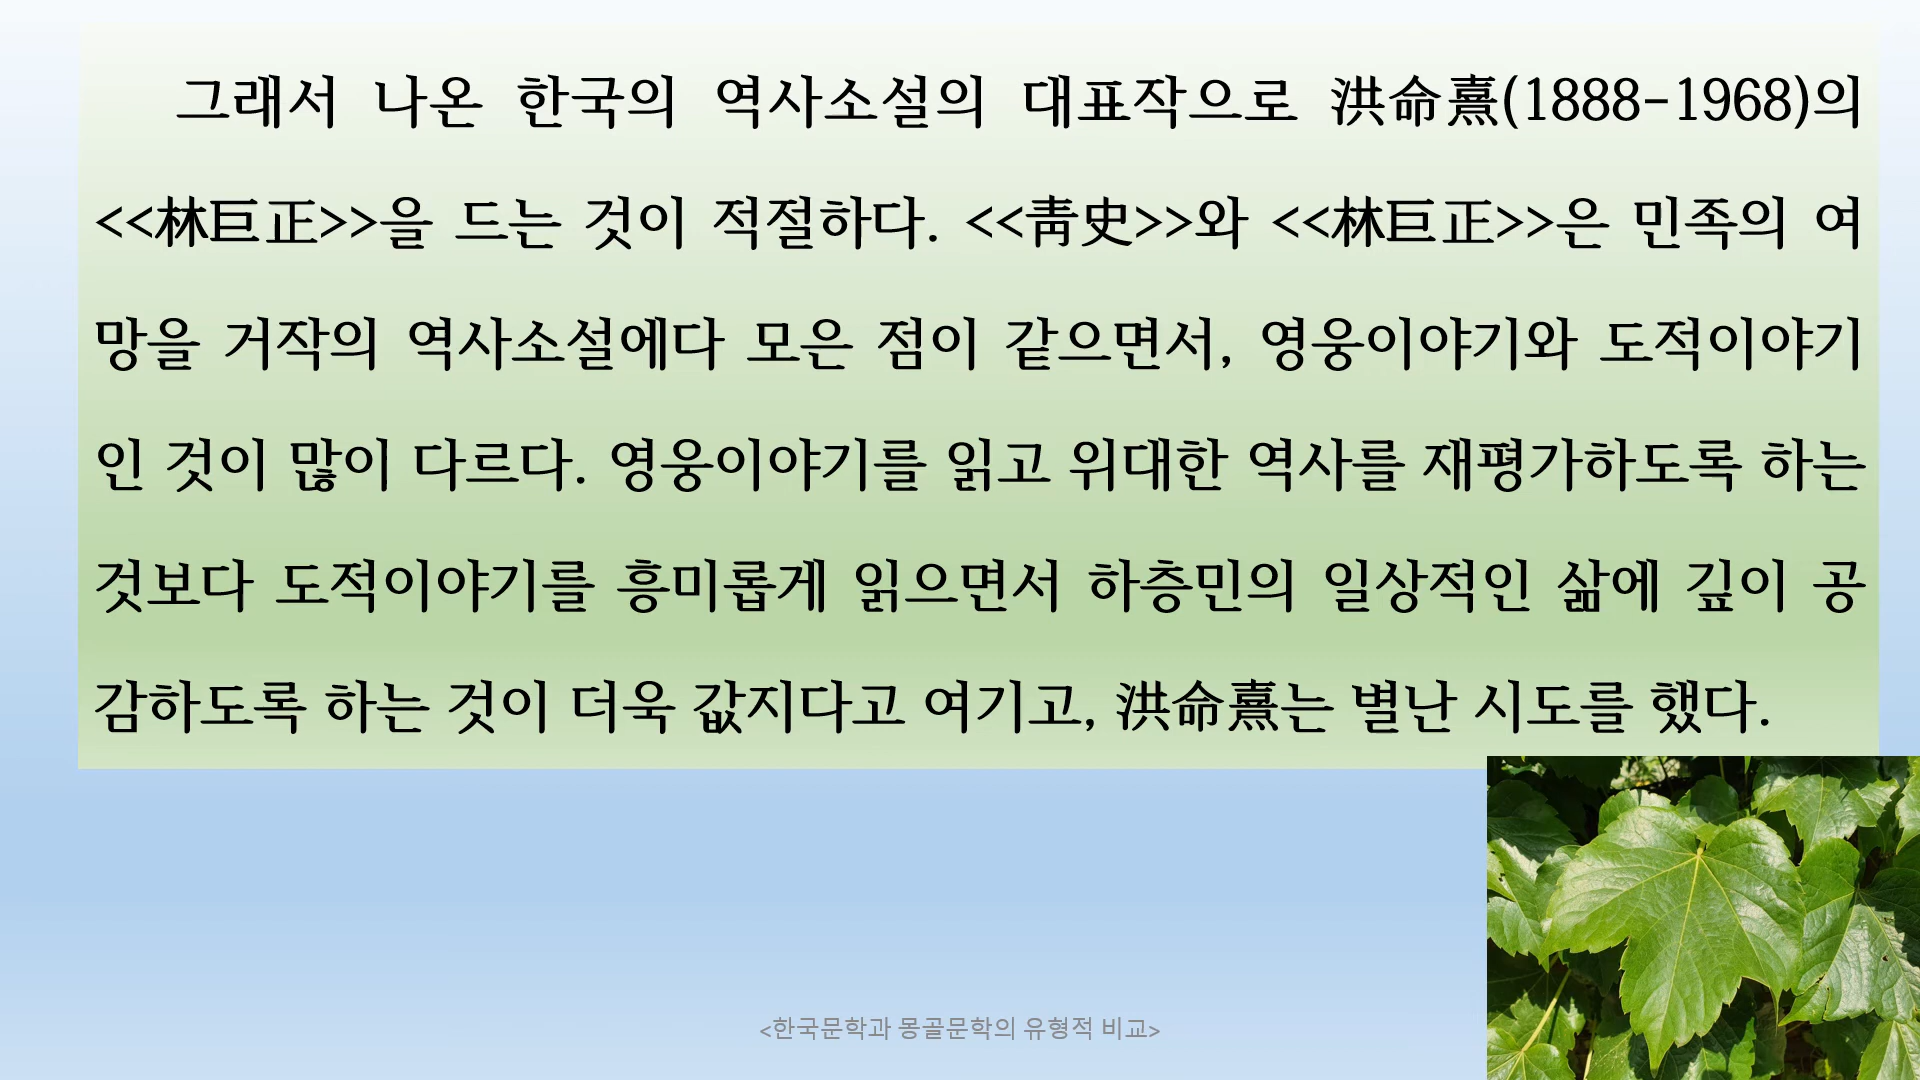 그래서 나온 한국의 역사소설의 대표작으로 洪命憙(1888-1968)의
<<林巨正>>을 드는 것이 적절하다. <<靑史>>와 <<林巨正>>은 민족의 여
망을 거작의 역사소설에다 모은 점이 같으면서, 영웅이야기와 도적이야기
인 것이 많이 다르다. 영웅이야기를 읽고 위대한 역사를 재평가하도록 하는
것보다 도적이야기를 흥미롭게 읽으면서 하층민의 일상적인 삶에 깊이 공
감하도록 하는 것이 더욱 값지다고 여기고, 洪命憙는 별난 시도를 했다.
<한국문학과 몽골문학의 유형적 비교>